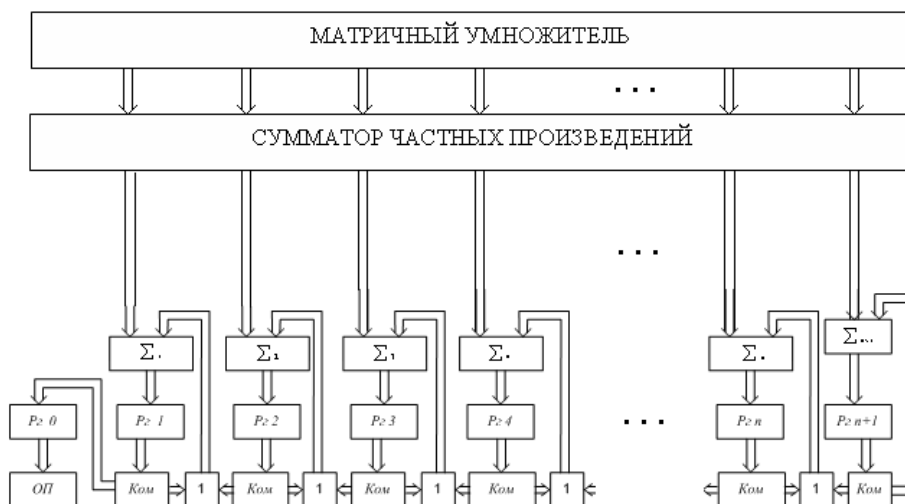 МАТРИЧНЫЙ УМНОЖИТЕЛЬ
. . .
СУММАТОР ЧАСТНЫХ ПРОИЗВЕДЕНИЙ
. . .
Σ Σ Σ Σ Σ Σ
Рг 0 Рг 1 Рг 2 Рг 3 Рг 4 . . . Рг n Рг n+1
ОП Ком 1 Ком 1 Ком 1 Ком 1 Ком 1 Ком